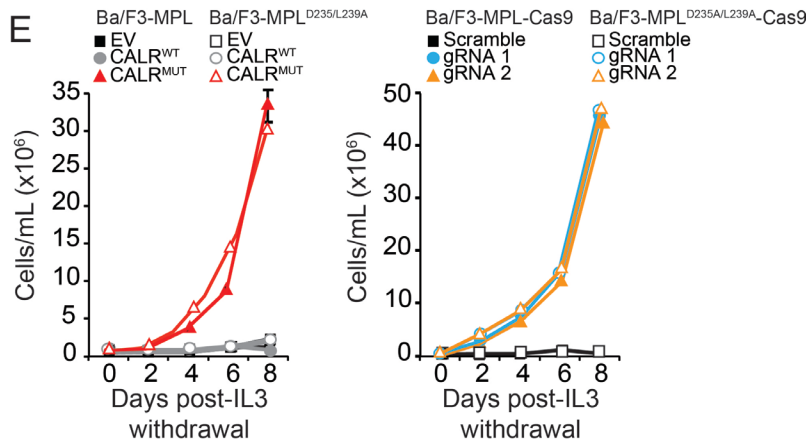 E
Ba/F3-MPL
EV
CALR^WT
CALR^MUT
Ba/F3-MPL^D235/L239A
EV
CALR^WT
CALR^MUT
Cells/mL (x10^6)
35
30
25
20
15
10
5
0
0 2 4 6 8
Days post-IL3
withdrawal
Ba/F3-MPL-Cas9
Scramble
gRNA 1
gRNA 2
Ba/F3-MPL^D235A/L239A-Cas9
Scramble
gRNA 1
gRNA 2
Cells/mL (x10^6)
50
40
30
20
10
0
0 2 4 6 8
Days post-IL3
withdrawal